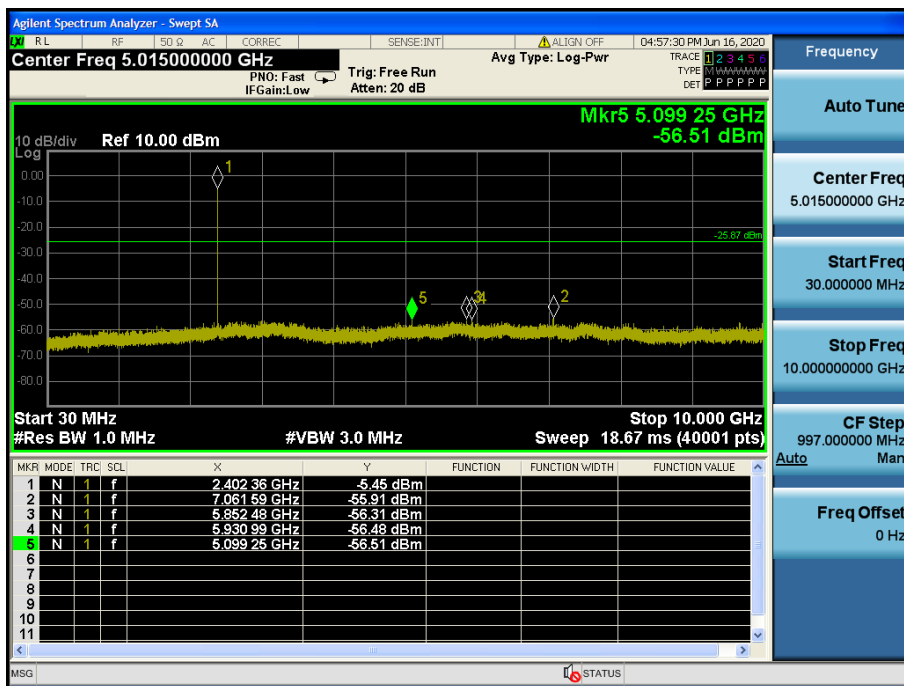 Agilent Spectrum Analyzer - Swept SA
LXI RL RF 50 Ω AC CORREC SENSE:INT ALIGN OFF 04:57:30 PM Jun 16, 2020
Center Freq 5.015000000 GHz
PNO: Fast
IFGain:Low
Trig: Free Run
Atten: 20 dB
Avg Type: Log-Pwr
TRACE 1 2 3 4 5 6
TYPE M WWWWW
DET P P P P P P
Mkr5 5.099 25 GHz
-56.51 dBm
10 dB/div Ref 10.00 dBm
Log
0.00
-10.0
-20.0
-30.0
-40.0
-50.0
-60.0
-70.0
-80.0
1
-25.87 dBm
5
3
4
2
Start 30 MHz Stop 10.000 GHz
#Res BW 1.0 MHz #VBW 3.0 MHz Sweep 18.67 ms (40001 pts)
MKR MODE TRC SCL X Y FUNCTION FUNCTION WIDTH FUNCTION VALUE
1 N 1 f 2.402 36 GHz -5.45 dBm
2 N 1 f 7.061 59 GHz -55.91 dBm
3 N 1 f 5.852 48 GHz -56.31 dBm
4 N 1 f 5.930 99 GHz -56.48 dBm
5 N 1 f 5.099 25 GHz -56.51 dBm
6
7
8
9
10
11
MSG STATUS
Frequency
Auto Tune
Center Freq
5.015000000 GHz
Start Freq
30.000000 MHz
Stop Freq
10.000000000 GHz
CF Step
997.000000 MHz
Auto Man
Freq Offset
0 Hz